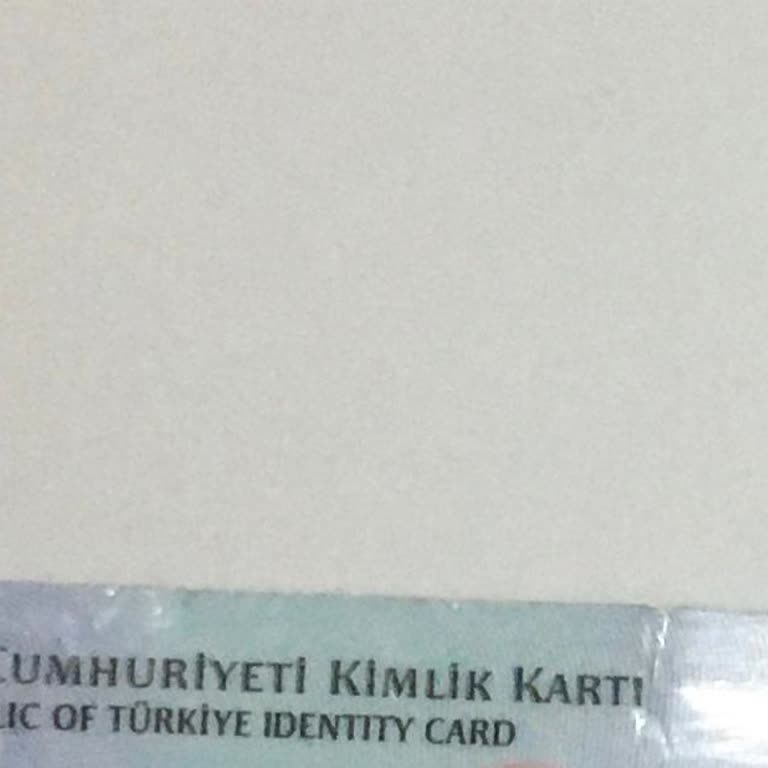 CUMHURİYETİ KİMLİK KARTI
LIC OF TÜRKİYE IDENTITY CARD